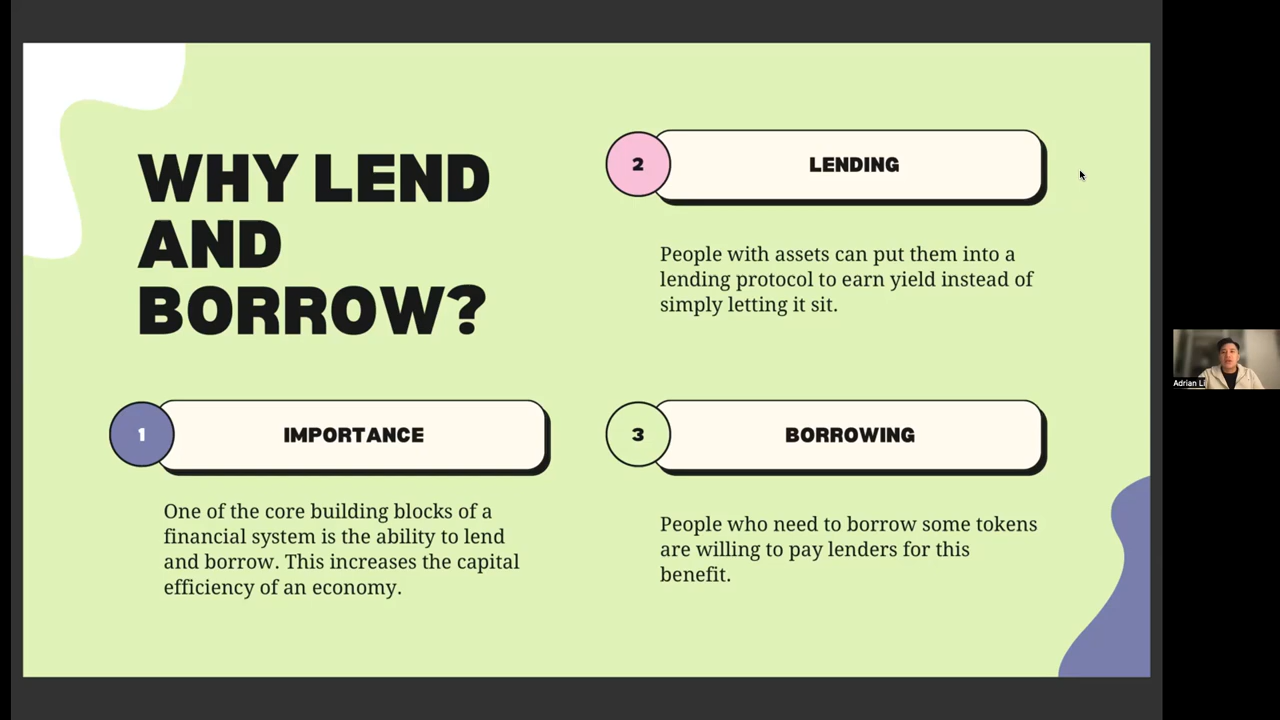 WHY LEND
AND
BORROW?
1
IMPORTANCE
One of the core building blocks of a
financial system is the ability to lend
and borrow. This increases the capital
efficiency of an economy.
2
LENDING
People with assets can put them into a
lending protocol to earn yield instead of
simply letting it sit.
3
BORROWING
People who need to borrow some tokens
are willing to pay lenders for this
benefit.
Adrian Li